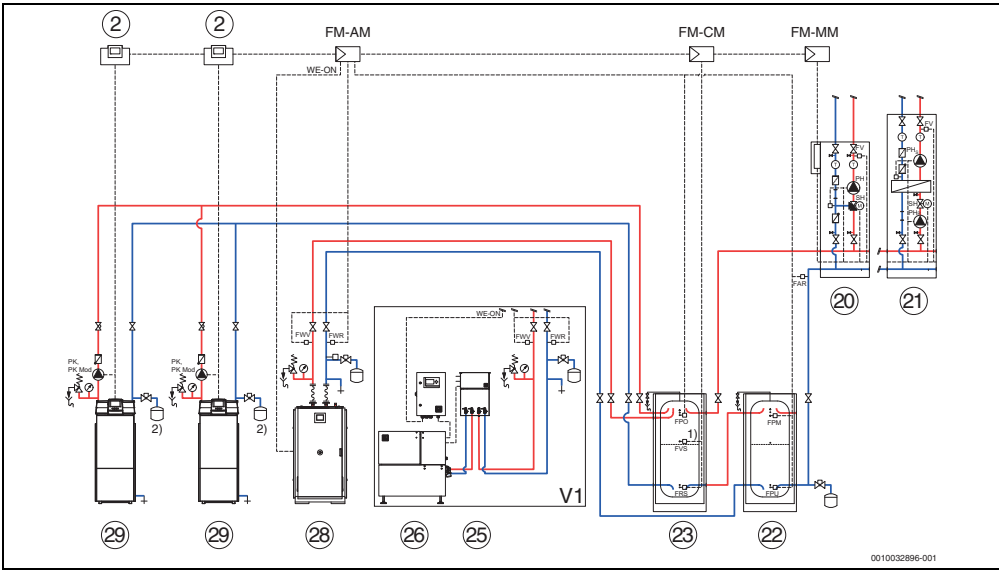 2
2
FM-AM
FM-CM
FM-MM
WE-ON
FV
T
T
PH
SH
M
FV
T
T
PH
SH
M
PH
FAR
20
21
WE-ON
FWV
FWR
FWV
FWR
PK,
PK Mod
PK,
PK Mod
2)
2)
FPO
1)
FVS
FRS
FPM
FPU
V1
29
29
28
26
25
23
22
0010032896-001